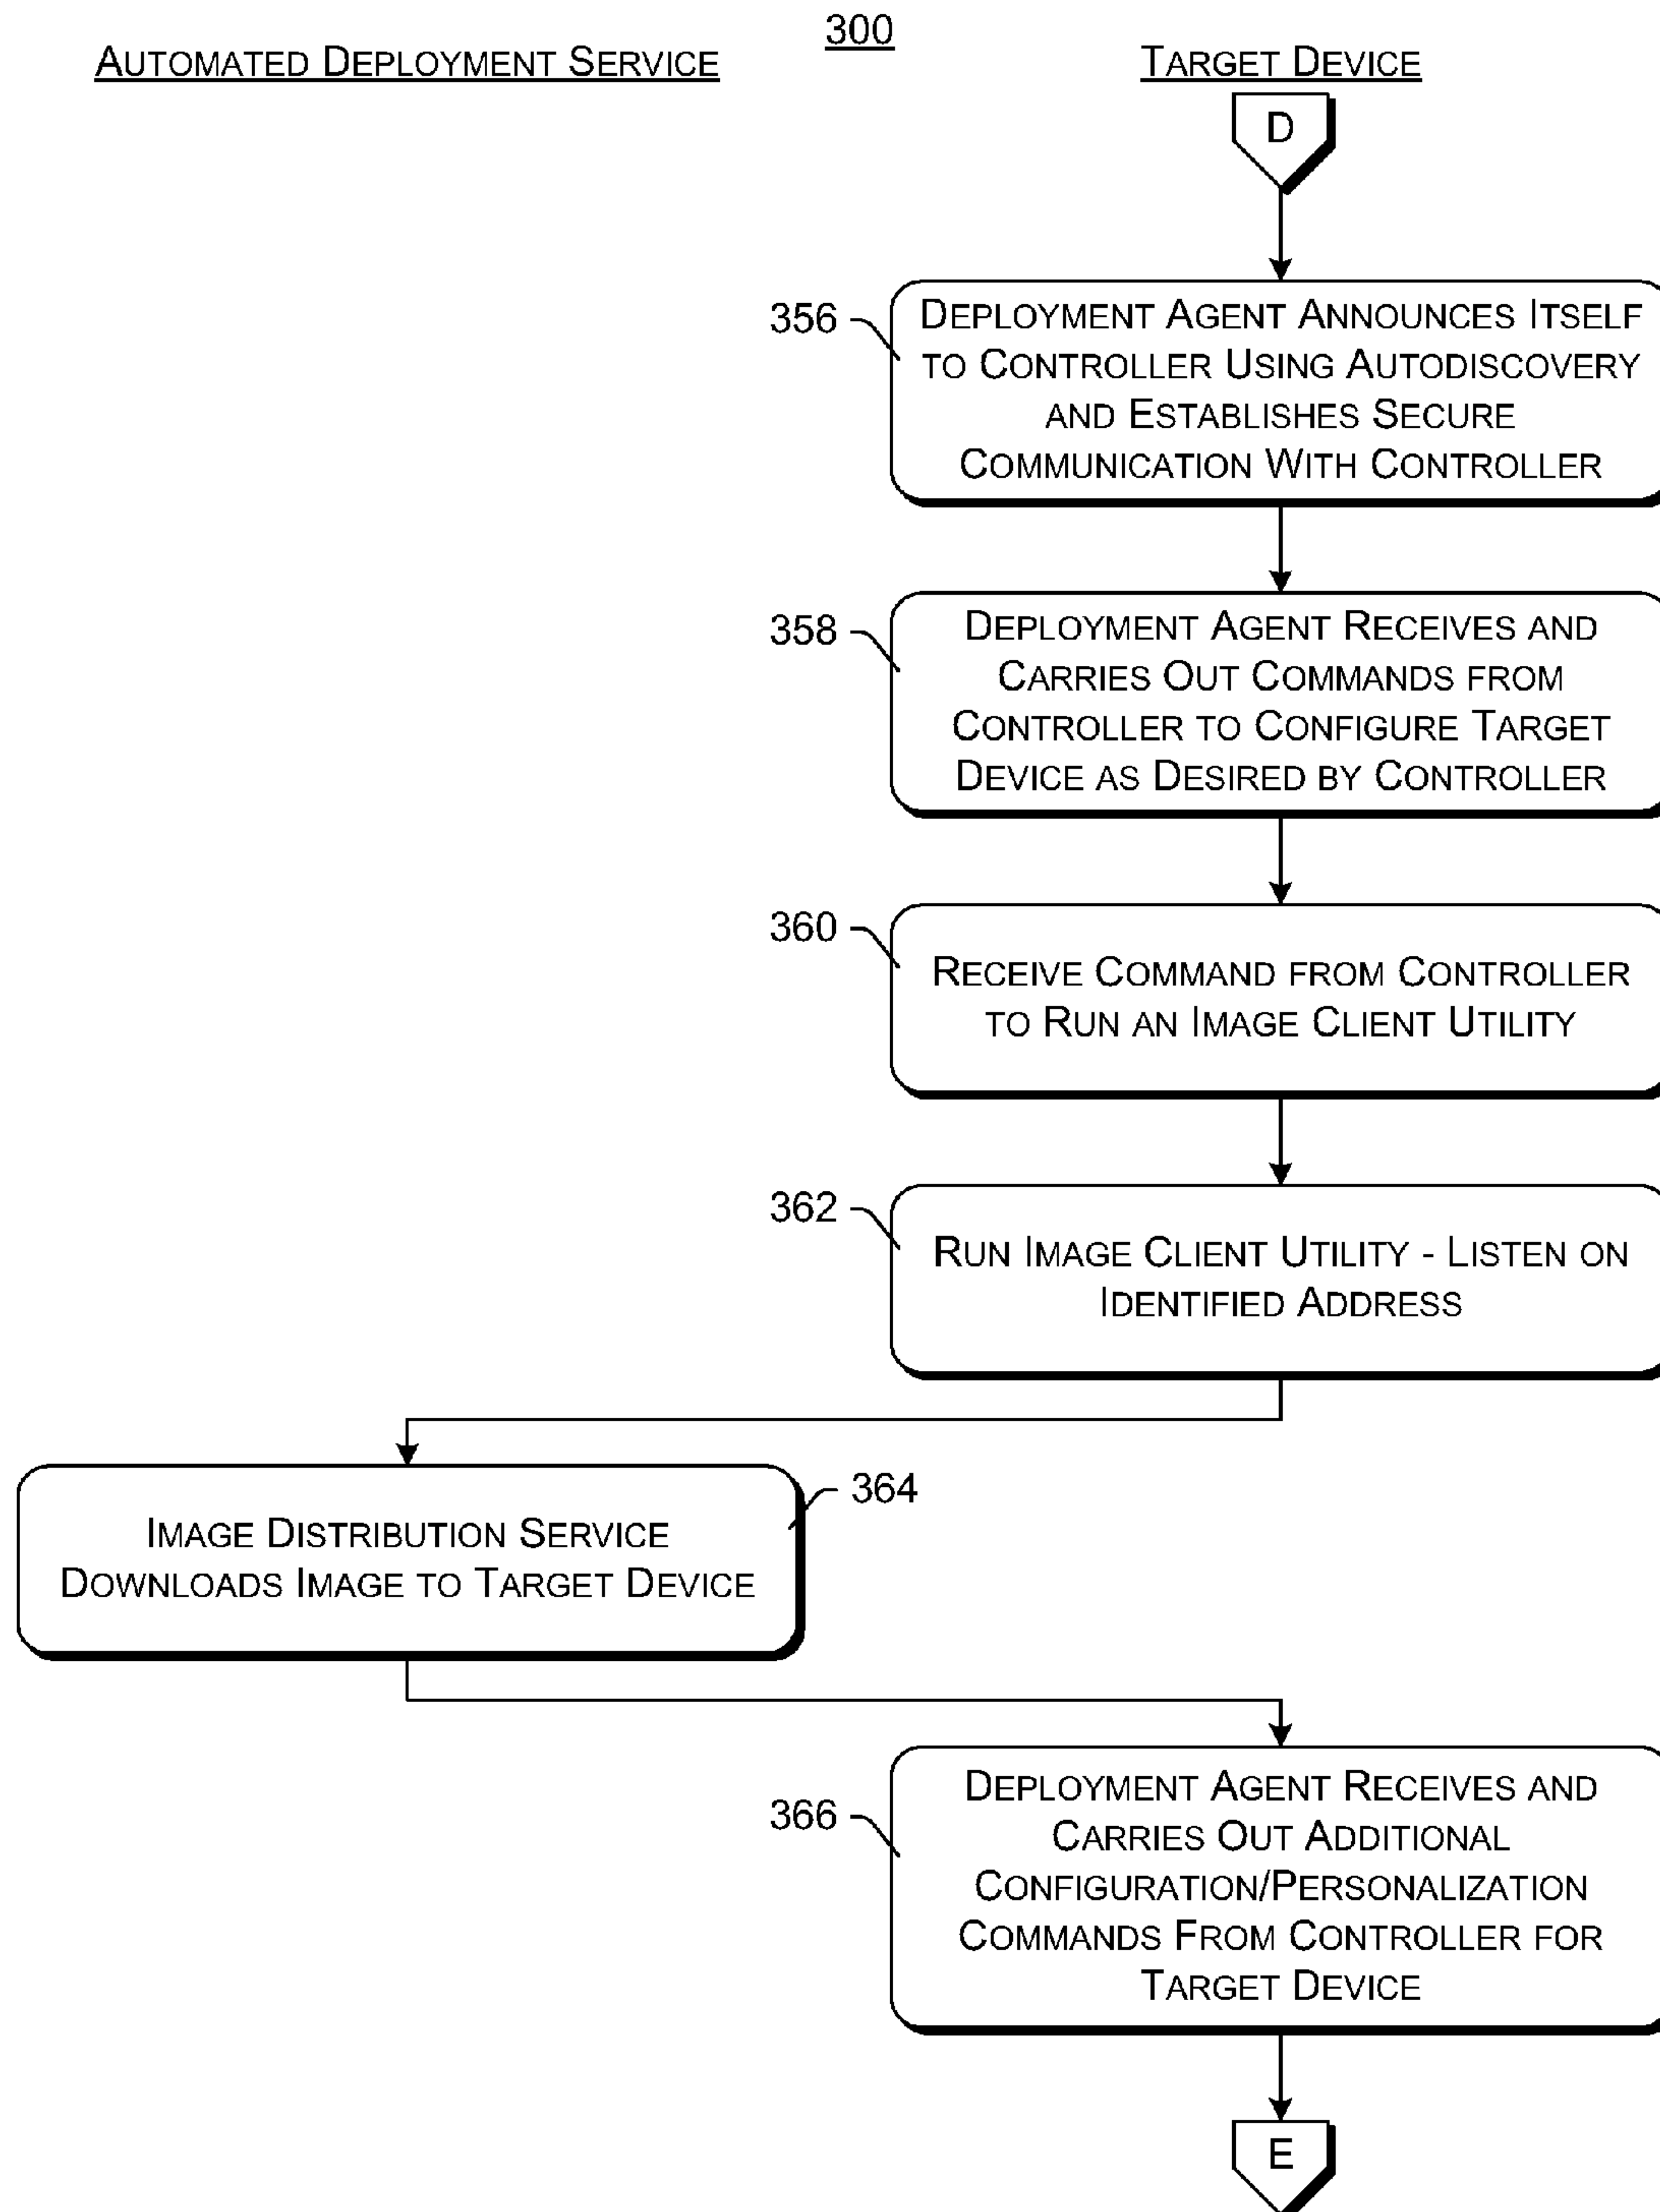 300
AUTOMATED DEPLOYMENT SERVICE
TARGET DEVICE
D
356
DEPLOYMENT AGENT ANNOUNCES ITSELF
TO CONTROLLER USING AUTODISCOVERY
AND ESTABLISHES SECURE
COMMUNICATION WITH CONTROLLER
358
DEPLOYMENT AGENT RECEIVES AND
CARRIES OUT COMMANDS FROM
CONTROLLER TO CONFIGURE TARGET
DEVICE AS DESIRED BY CONTROLLER
360
RECEIVE COMMAND FROM CONTROLLER
TO RUN AN IMAGE CLIENT UTILITY
362
RUN IMAGE CLIENT UTILITY - LISTEN ON
IDENTIFIED ADDRESS
364
IMAGE DISTRIBUTION SERVICE
DOWNLOADS IMAGE TO TARGET DEVICE
366
DEPLOYMENT AGENT RECEIVES AND
CARRIES OUT ADDITIONAL
CONFIGURATION/PERSONALIZATION
COMMANDS FROM CONTROLLER FOR
TARGET DEVICE
E